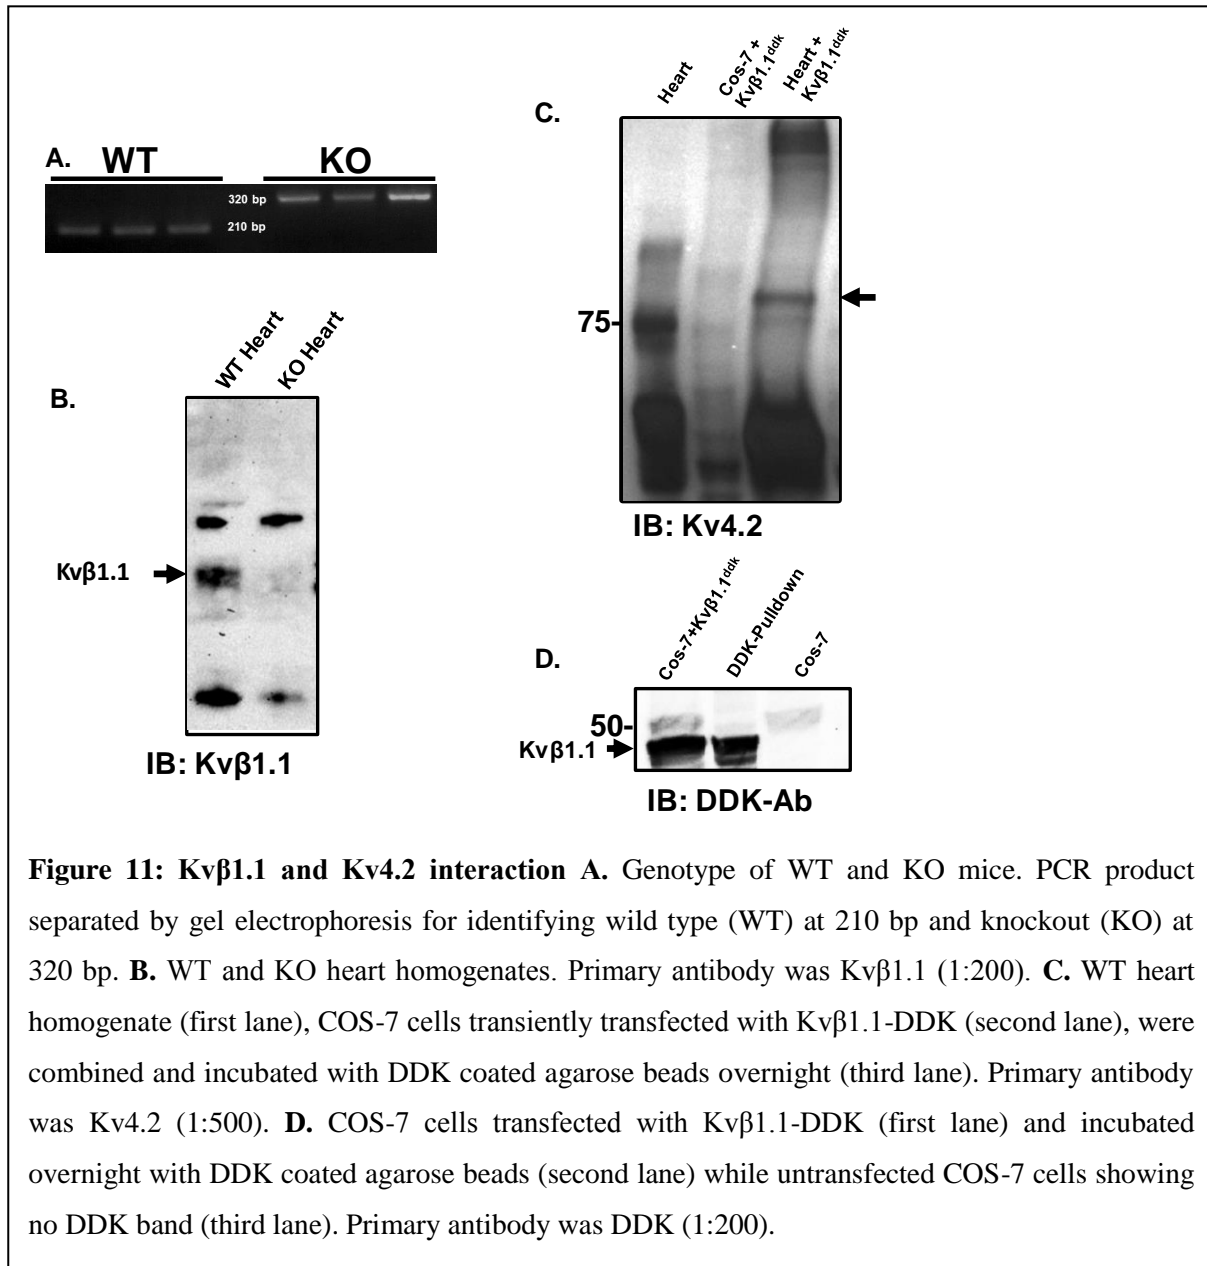 A. WT KO
320 bp
210 bp
B.
WT Heart
KO Heart
Kvβ1.1
IB: Kvβ1.1
C.
Heart
Cos-7 +
Kvβ1.1ddk
Heart +
Kvβ1.1ddk
75-
IB: Kv4.2
D.
Cos-7+Kvβ1.1ddk
DDK-Pulldown
Cos-7
50-
Kvβ1.1
IB: DDK-Ab
Figure 11: Kvβ1.1 and Kv4.2 interaction A. Genotype of WT and KO mice. PCR product
separated by gel electrophoresis for identifying wild type (WT) at 210 bp and knockout (KO) at
320 bp. B. WT and KO heart homogenates. Primary antibody was Kvβ1.1 (1:200). C. WT heart
homogenate (first lane), COS-7 cells transiently transfected with Kvβ1.1-DDK (second lane), were
combined and incubated with DDK coated agarose beads overnight (third lane). Primary antibody
was Kv4.2 (1:500). D. COS-7 cells transfected with Kvβ1.1-DDK (first lane) and incubated
overnight with DDK coated agarose beads (second lane) while untransfected COS-7 cells showing
no DDK band (third lane). Primary antibody was DDK (1:200).